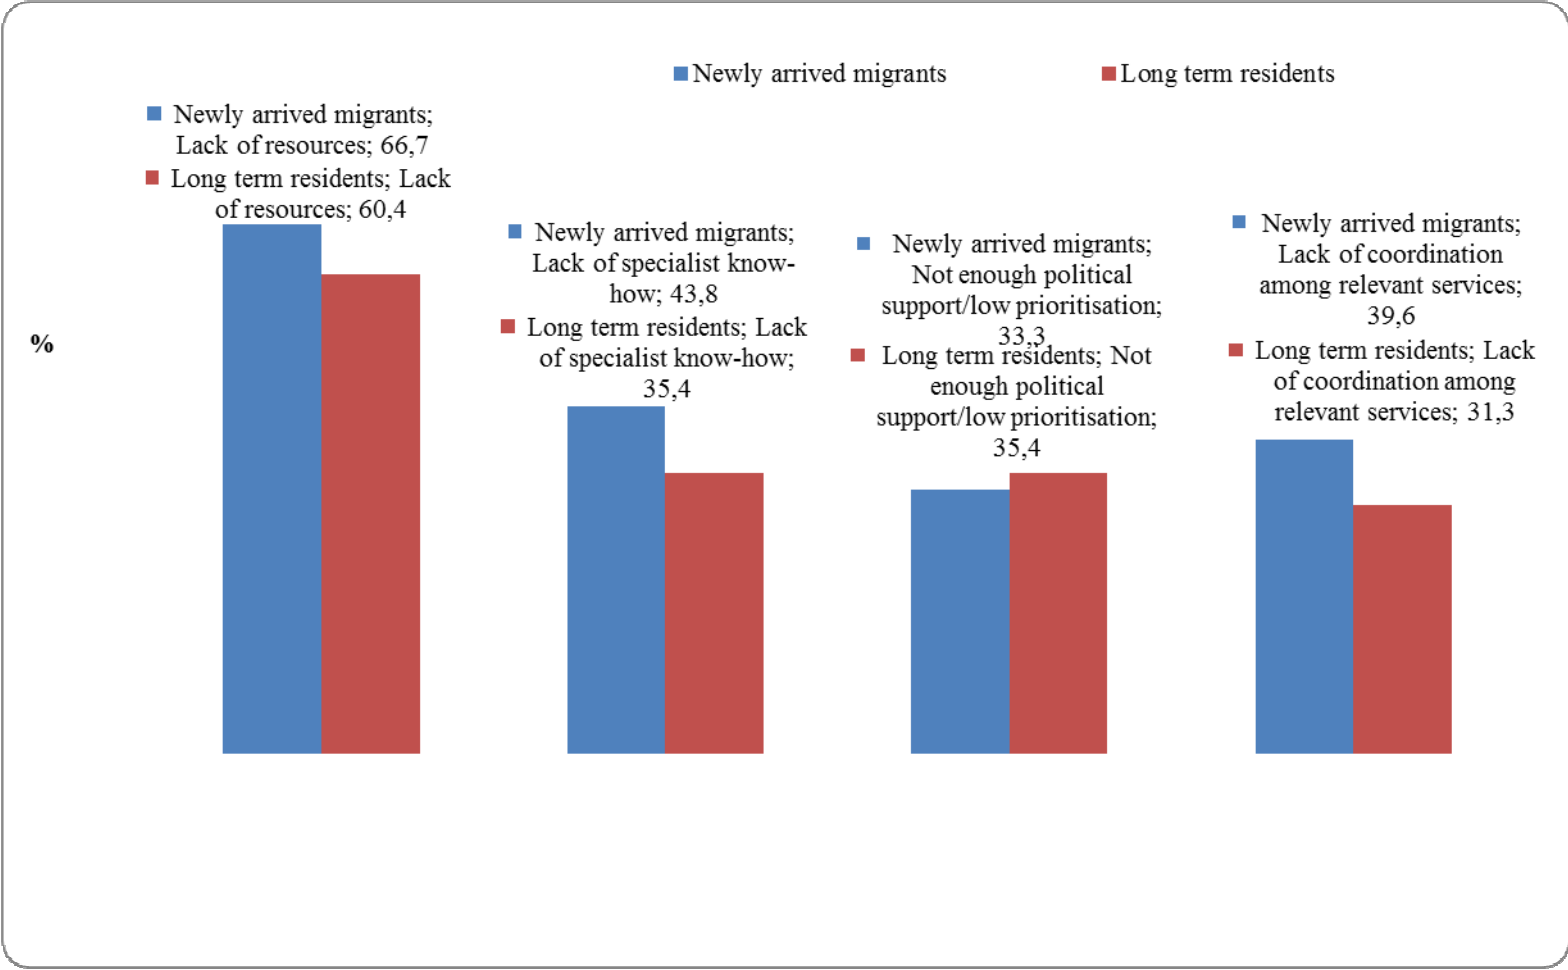 Newly arrived migrants
Long term residents
Newly arrived migrants;
Lack of resources; 66,7
Long term residents; Lack
of resources; 60,4
Newly arrived migrants;
Lack of specialist know-
how; 43,8
Long term residents; Lack
of specialist know-how;
35,4
Newly arrived migrants;
Not enough political
support/low prioritisation;
33,3
Long term residents; Not
enough political
support/low prioritisation;
35,4
Newly arrived migrants;
Lack of coordination
among relevant services;
39,6
Long term residents; Lack
of coordination among
relevant services; 31,3
%